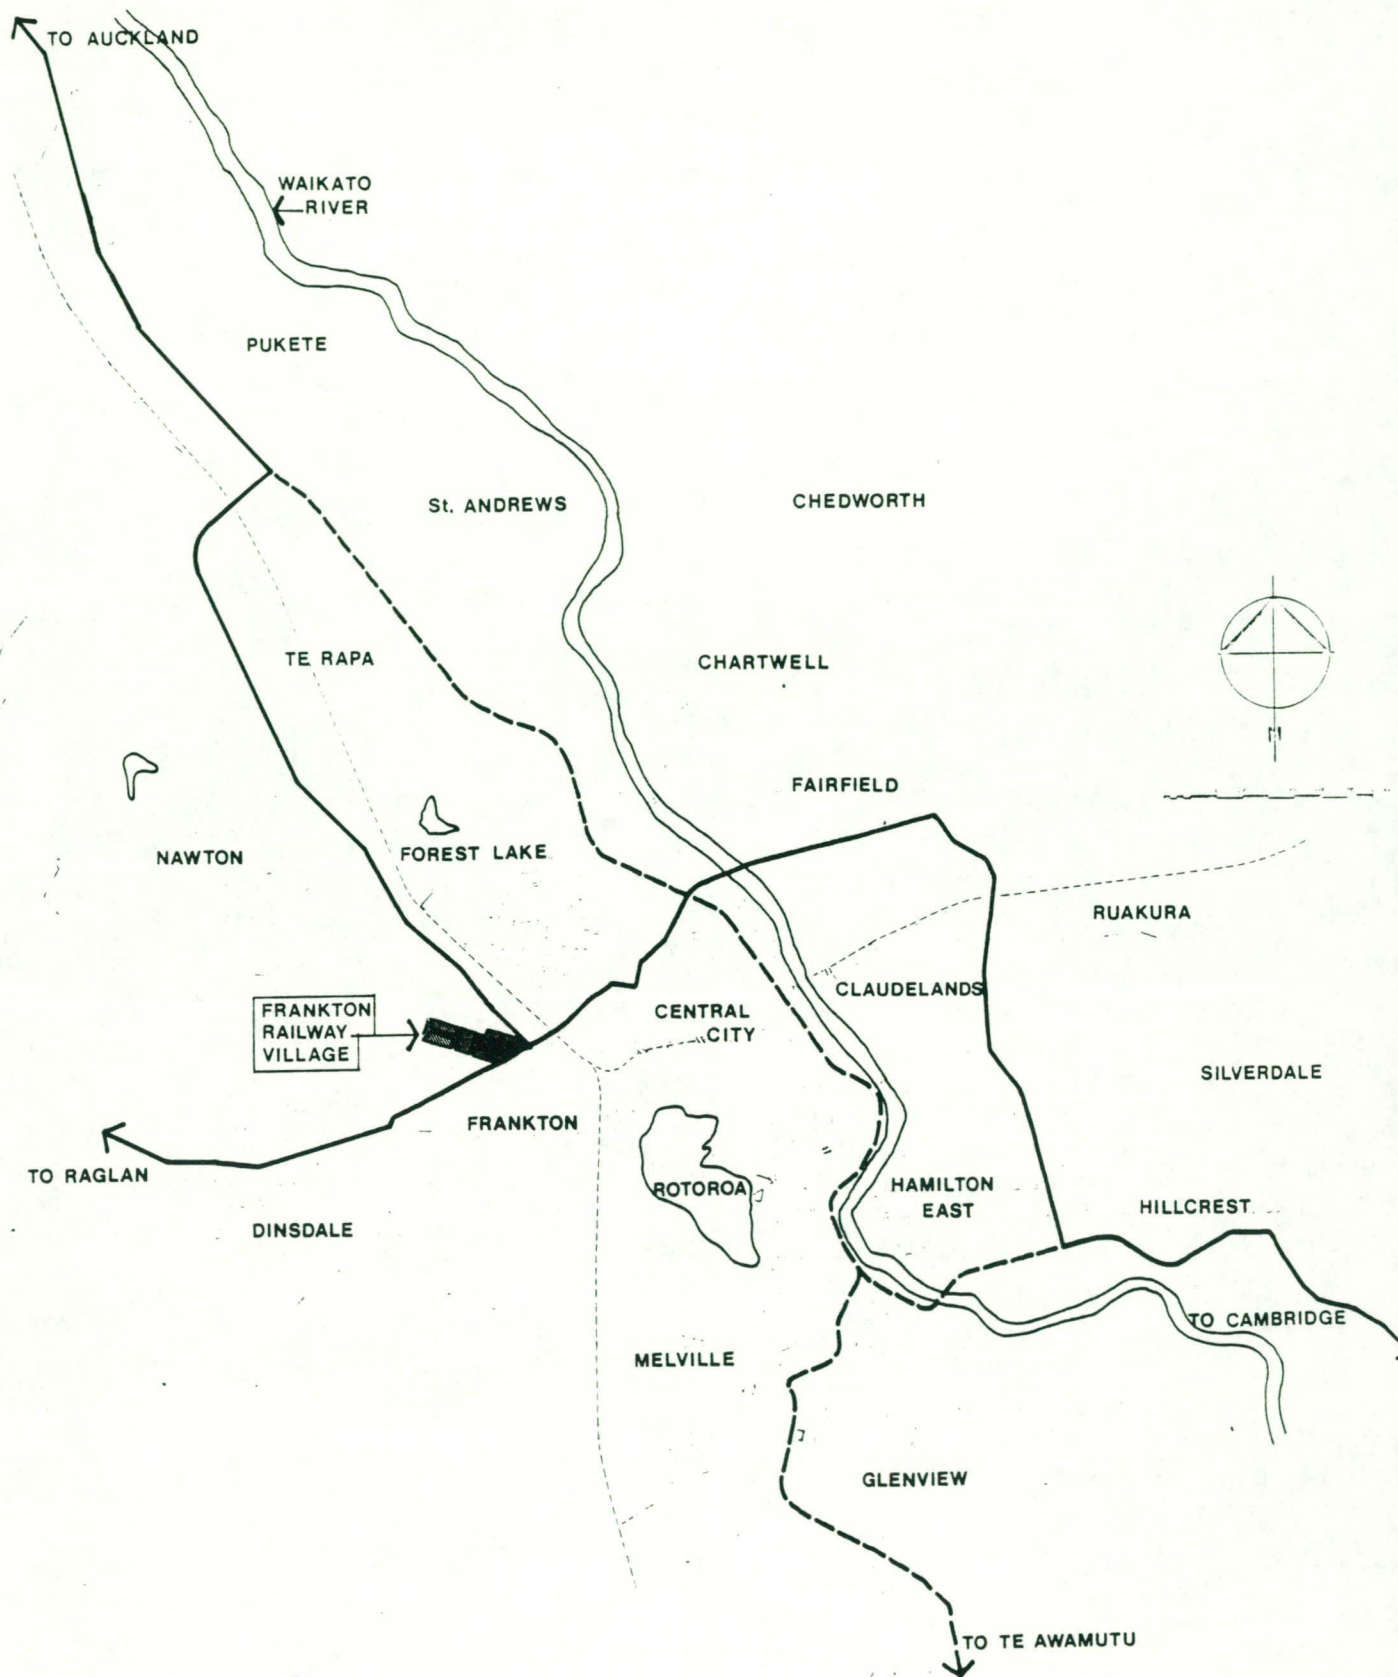 TO AUCKLAND
WAIKATO
RIVER
PUKETE
St. ANDREWS
CHEDWORTH
TE RAPA
CHARTWELL
FAIRFIELD
N
NAWTON
FOREST LAKE
RUAKURA
CLAUDELANDS
FRANKTON
RAILWAY
VILLAGE
CENTRAL
CITY
SILVERDALE
FRANKTON
TO RAGLAN
ROTOROA
HAMILTON
EAST
HILLCREST
DINSDALE
TO CAMBRIDGE
MELVILLE
GLENVIEW
TO TE AWAMUTU